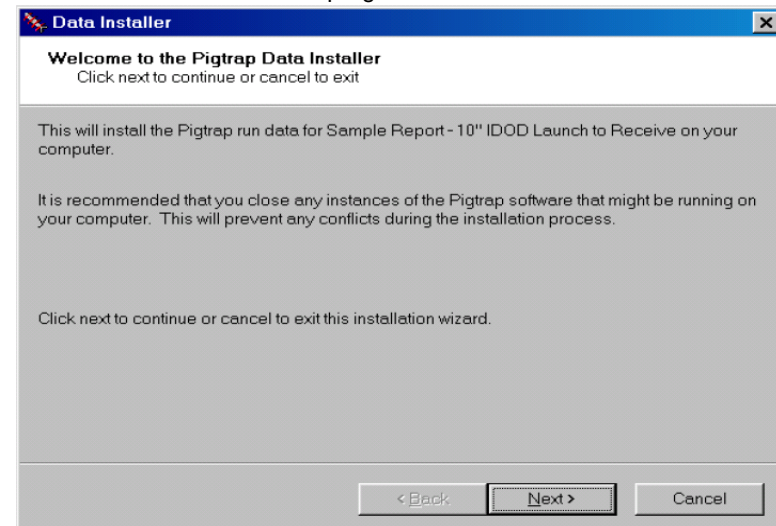 Data Installer
Welcome to the Pigtrap Data Installer
Click next to continue or cancel to exit
This will install the Pigtrap run data for Sample Report - 10" IDOD Launch to Receive on your
computer.
It is recommended that you close any instances of the Pigtrap software that might be running on
your computer.  This will prevent any conflicts during the installation process.
Click next to continue or cancel to exit this installation wizard.
< Back Next > Cancel